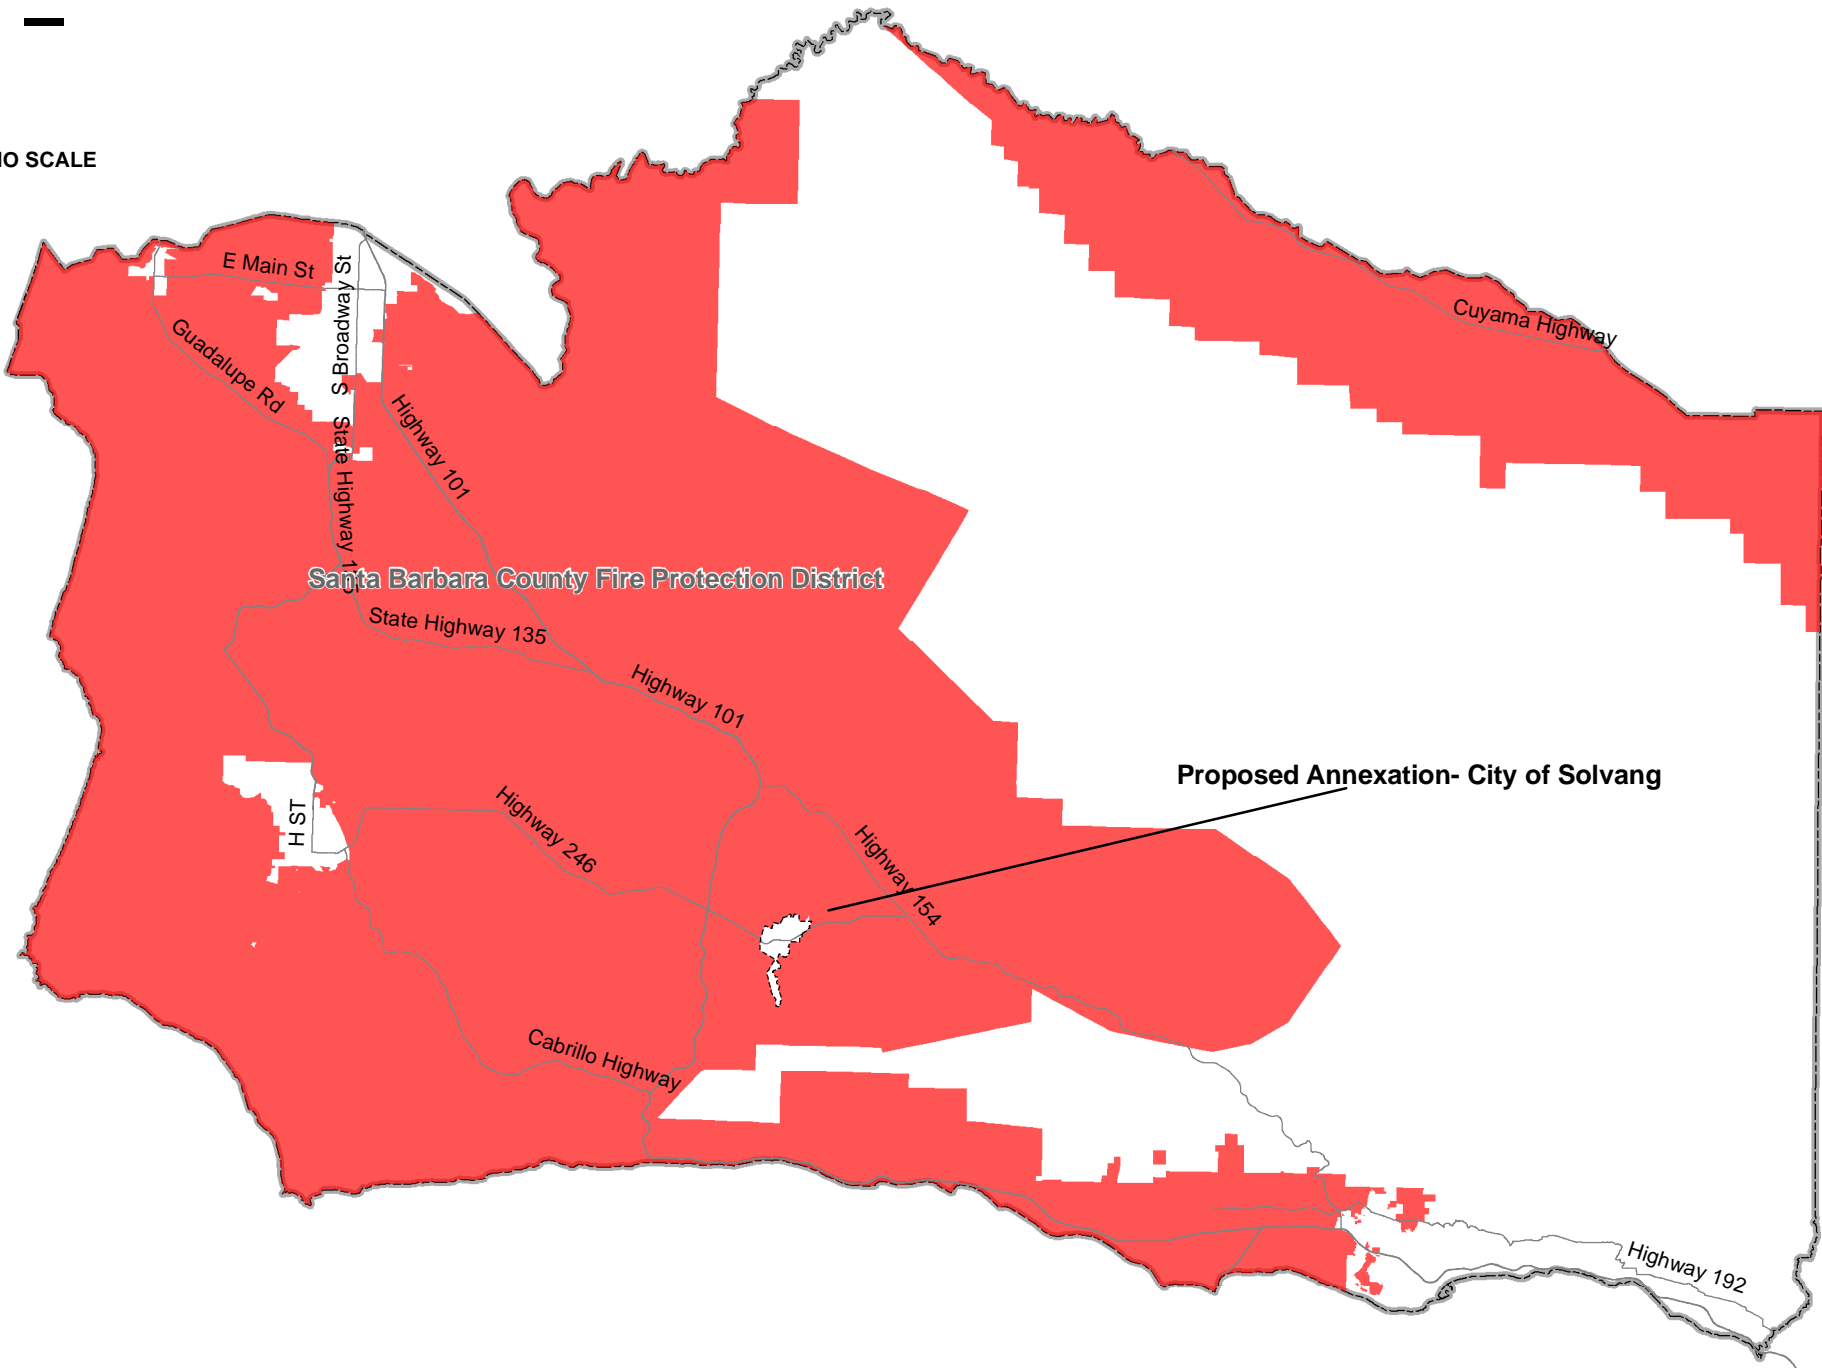 NO SCALE
E Main St
S Broadway St
Guadalupe Rd
Cuyama Highway
Highway 101
State Highway 135
Santa Barbara County Fire Protection District
State Highway 135
Highway 101
Proposed Annexation- City of Solvang
H ST
Highway 246
Highway 154
Cabrillo Highway
Highway 192